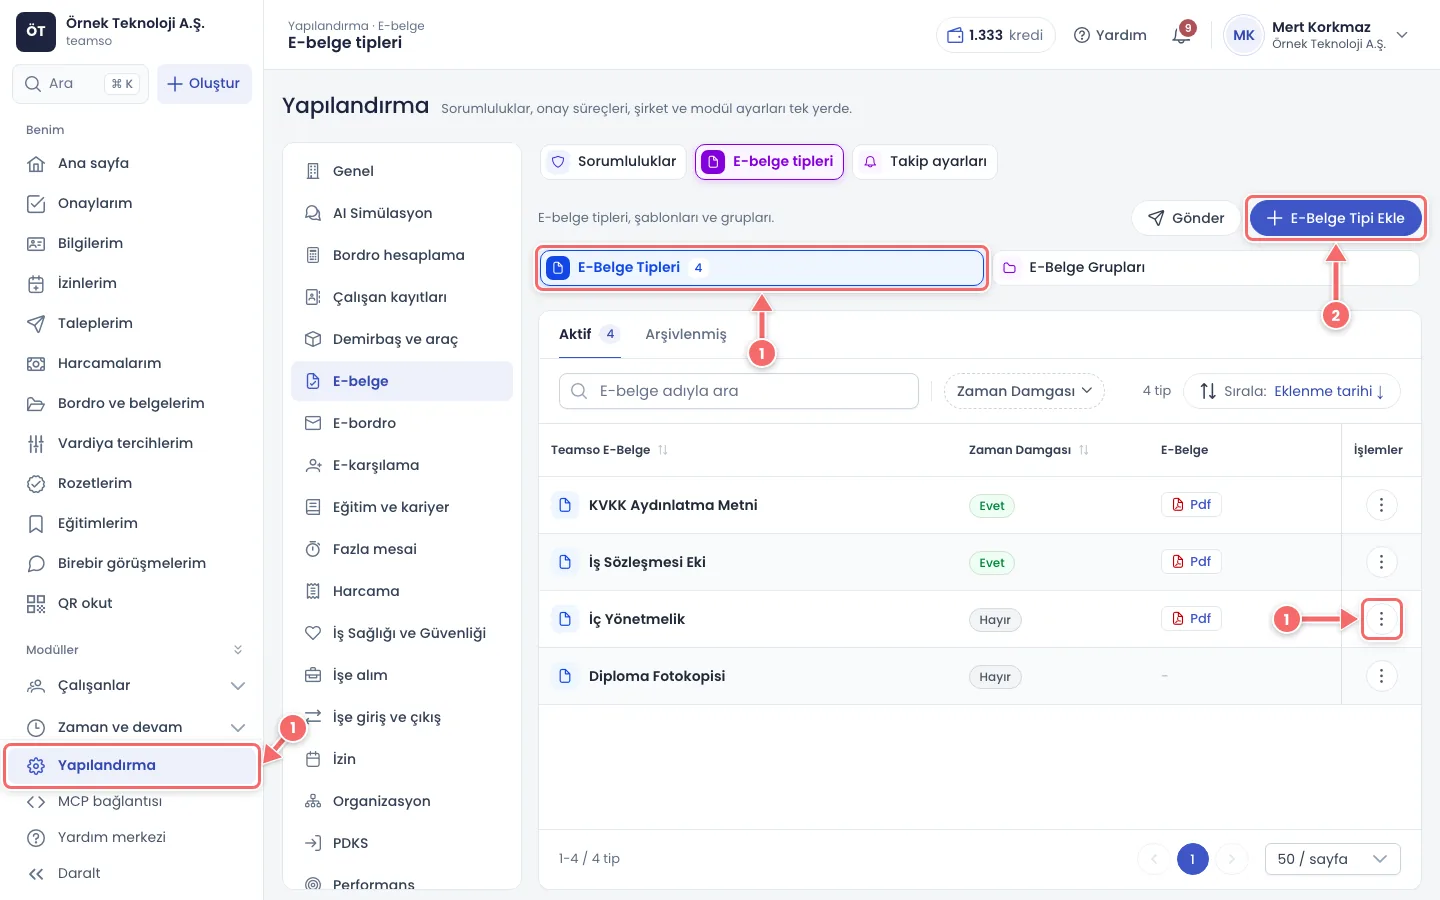 ÖT
Örnek Teknoloji A.Ş.
teamso
Ara
⌘ K
Oluştur
Benim
Ana sayfa
Onaylarım
Bilgilerim
İzinlerim
Taleplerim
Harcamalarım
Bordro ve belgelerim
Vardiya tercihlerim
Rozetlerim
Eğitimlerim
Birebir görüşmelerim
QR okut
Modüller
Çalışanlar
Zaman ve devam
1
Yapılandırma
MCP bağlantısı
Yardım merkezi
Daralt
Yapılandırma · E-belge
E-belge tipleri
1.333 kredi
Yardım
9
MK
Mert Korkmaz
Örnek Teknoloji A.Ş.
Yapılandırma
Sorumluluklar, onay süreçleri, şirket ve modül ayarları tek yerde.
Genel
AI Simülasyon
Bordro hesaplama
Çalışan kayıtları
Demirbaş ve araç
E-belge
E-bordro
E-karşılama
Eğitim ve kariyer
Fazla mesai
Harcama
İş Sağlığı ve Güvenliği
İşe alım
İşe giriş ve çıkış
İzin
Organizasyon
PDKS
Performans
Sorumluluklar
E-belge tipleri
Takip ayarları
E-belge tipleri, şablonları ve grupları.
Gönder
+ E-Belge Tipi Ekle
2
E-Belge Tipleri 4
E-Belge Grupları
1
Aktif 4
Arşivlenmiş
E-belge adıyla ara
Zaman Damgası
4 tip
Sırala: Eklenme tarihi ↓
Teamso E-Belge
Zaman Damgası
E-Belge
İşlemler
KVKK Aydınlatma Metni
Evet
Pdf
İş Sözleşmesi Eki
Evet
Pdf
İç Yönetmelik
Hayır
Pdf
1
Diploma Fotokopisi
Hayır
-
1-4 / 4 tip
1
50 / sayfa